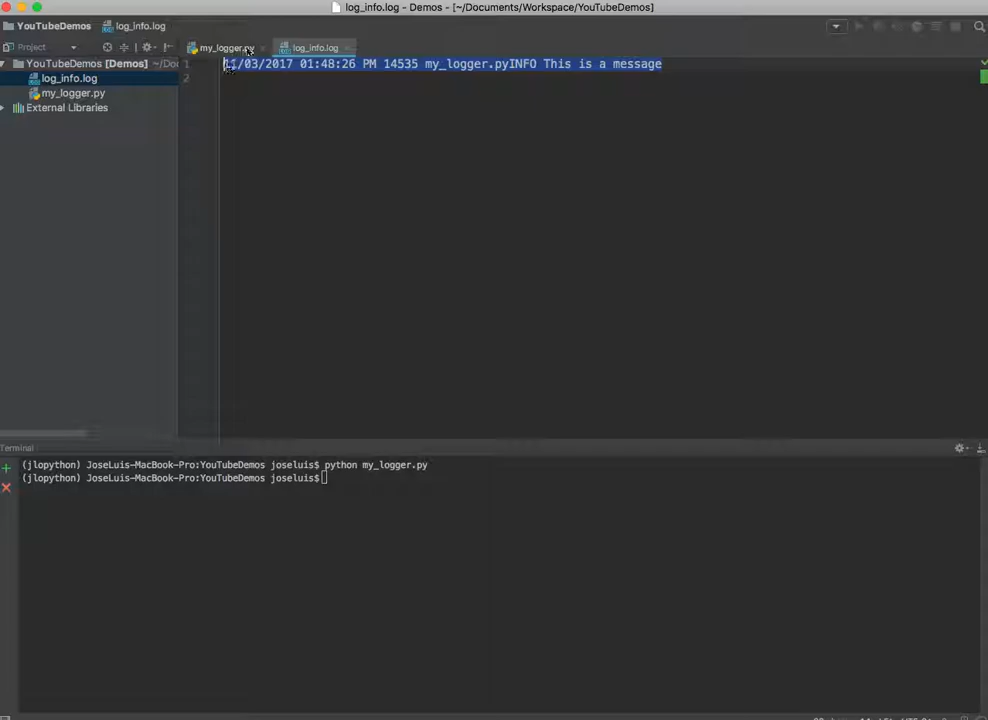 log_info.log - Demos - [~/Documents/Workspace/YouTubeDemos]
YouTubeDemos log_info.log
Project my_logger.py log_info.log
YouTubeDemos [Demos] ~/Doc 1 11/03/2017 01:48:26 PM 14535 my_logger.pyINFO This is a message
log_info.log 2
my_logger.py
External Libraries
Terminal
(jlopython) JoseLuis-MacBook-Pro:YouTubeDemos joseluis$ python my_logger.py
(jlopython) JoseLuis-MacBook-Pro:YouTubeDemos joseluis$